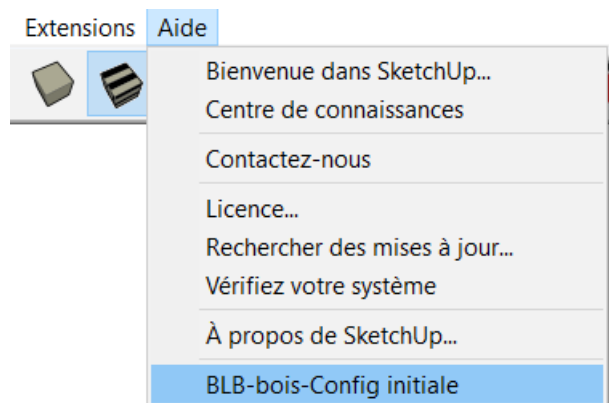 Extensions Aide
Bienvenue dans SketchUp...
Centre de connaissances
Contactez-nous
Licence...
Rechercher des mises à jour...
Vérifiez votre système
À propos de SketchUp...
BLB-bois-Config initiale